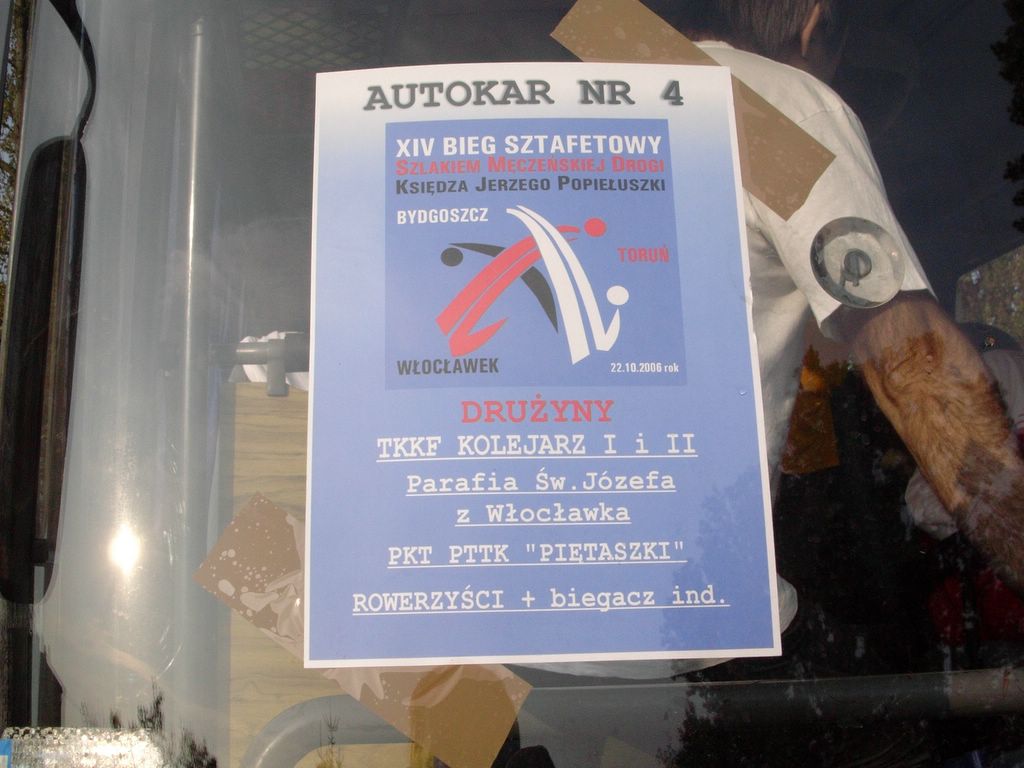 AUTOKAR NR 4
XIV BIEG SZTAFETOWY
SZLAKIEM MĘCZEŃSKIEJ DROGI
KSIĘDZA JERZEGO POPIEŁUSZKI
BYDGOSZCZ
TORUŃ
WŁOCŁAWEK
22.10.2006 rok
DRUŻYNY
TKKF KOLEJARZ I i II
Parafia Św.Józefa
z Włocławka
PKT PTTK "PIĘTASZKI"
ROWERZYŚCI + biegacz ind.